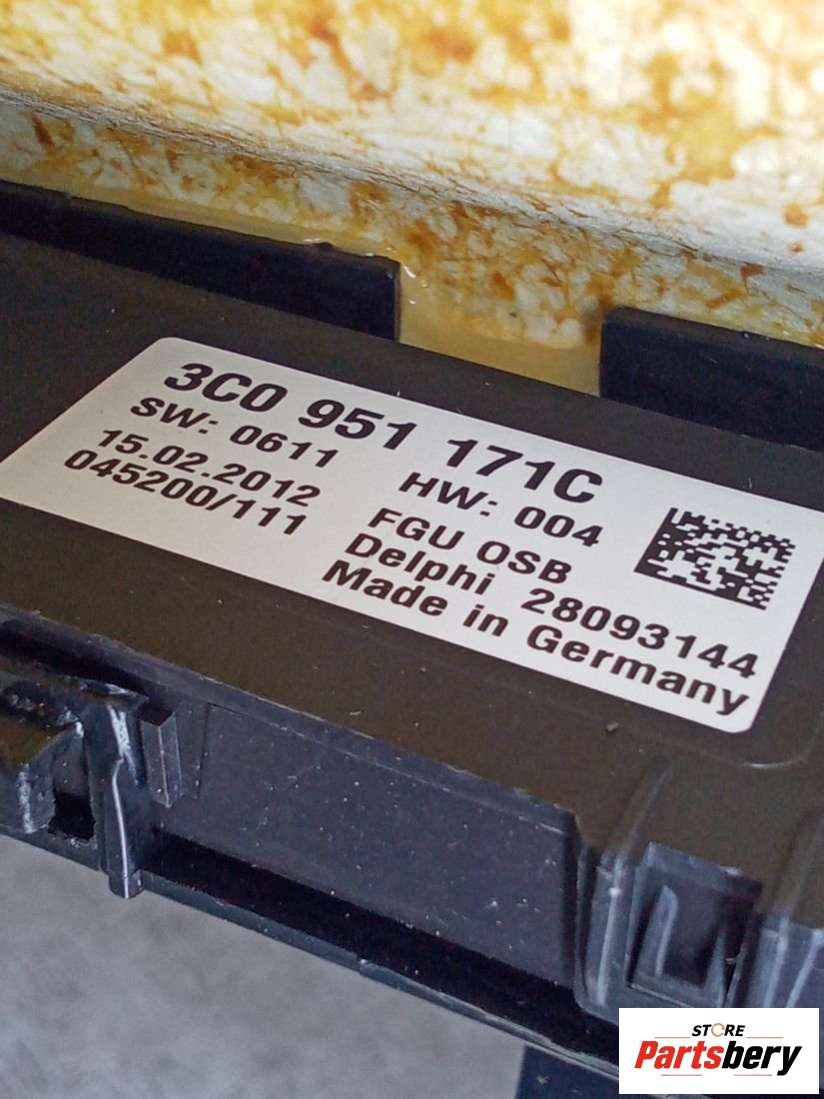 3C0 951 171C
SW: 0611 HW: 004
15.02.2012 FGU OSB
045200/111 Delphi 28093144
Made in Germany
STORE
Partsbery